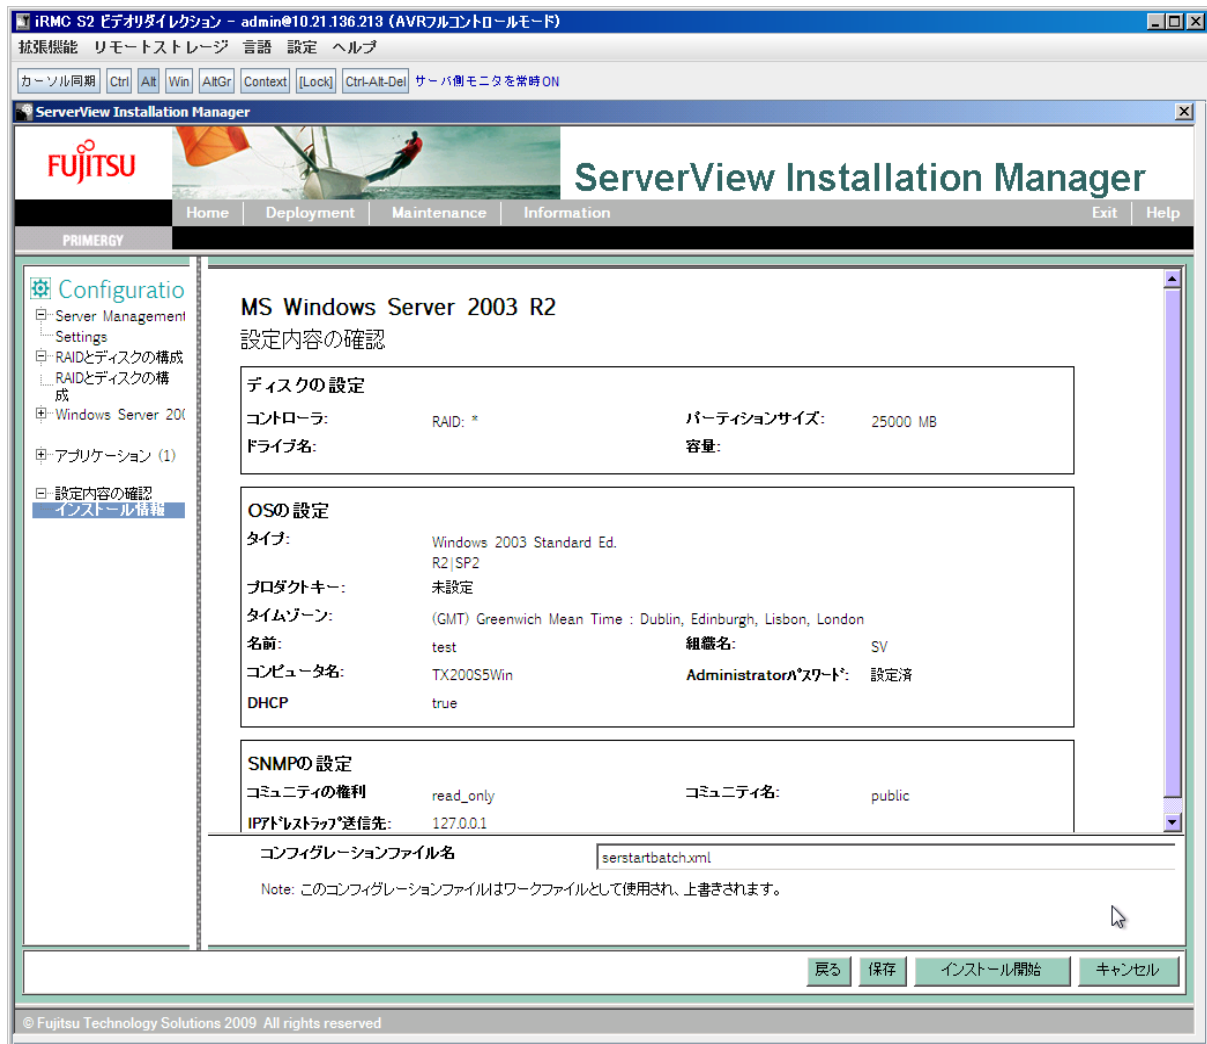 iRMC S2 ビデオリダイレクション - admin@10.21.136.213 (AVRフルコントロールモード)
拡張機能 リモートストレージ 言語 設定 ヘルプ
カーソル同期 Ctrl Alt Win AltGr Context [Lock] Ctrl-Alt-Del サーバ側モニタを常時ON
ServerView Installation Manager
FUJITSU
ServerView Installation Manager
Home Deployment Maintenance Information Exit Help
PRIMERGY
Configuratio
Server Management
Settings
RAIDとディスクの構成
RAIDとディスクの構
成
Windows Server 200
アプリケーション (1)
設定内容の確認
インストール情報
MS Windows Server 2003 R2
設定内容の確認
ディスクの設定
コントローラ: RAID: * パーティションサイズ: 25000 MB
ドライブ名: 容量:
OSの設定
タイプ: Windows 2003 Standard Ed.
R2|SP2
プロダクトキー: 未設定
タイムゾーン: (GMT) Greenwich Mean Time : Dublin, Edinburgh, Lisbon, London
名前: test 組織名: SV
コンピュータ名: TX200S5Win Administratorパスワード: 設定済
DHCP true
SNMPの設定
コミュニティの権利 read_only コミュニティ名: public
IPアドレストラップ送信先: 127.0.0.1
コンフィグレーションファイル名 serstartbatch.xml
Note: このコンフィグレーションファイルはワークファイルとして使用され、上書きされます。
戻る 保存 インストール開始 キャンセル
© Fujitsu Technology Solutions 2009 All rights reserved